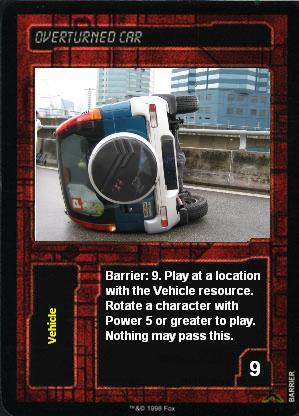 OVERTURNED CAR
Barrier: 9. Play at a location
with the Vehicle resource.
Rotate a character with
Power 5 or greater to play.
Nothing may pass this.
Vehicle
9
BARRIER
™&© 1998 Fox